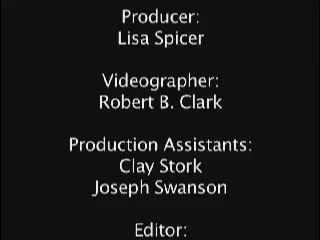 Producer:
Lisa Spicer
Videographer:
Robert B. Clark
Production Assistants:
Clay Stork
Joseph Swanson
Editor: